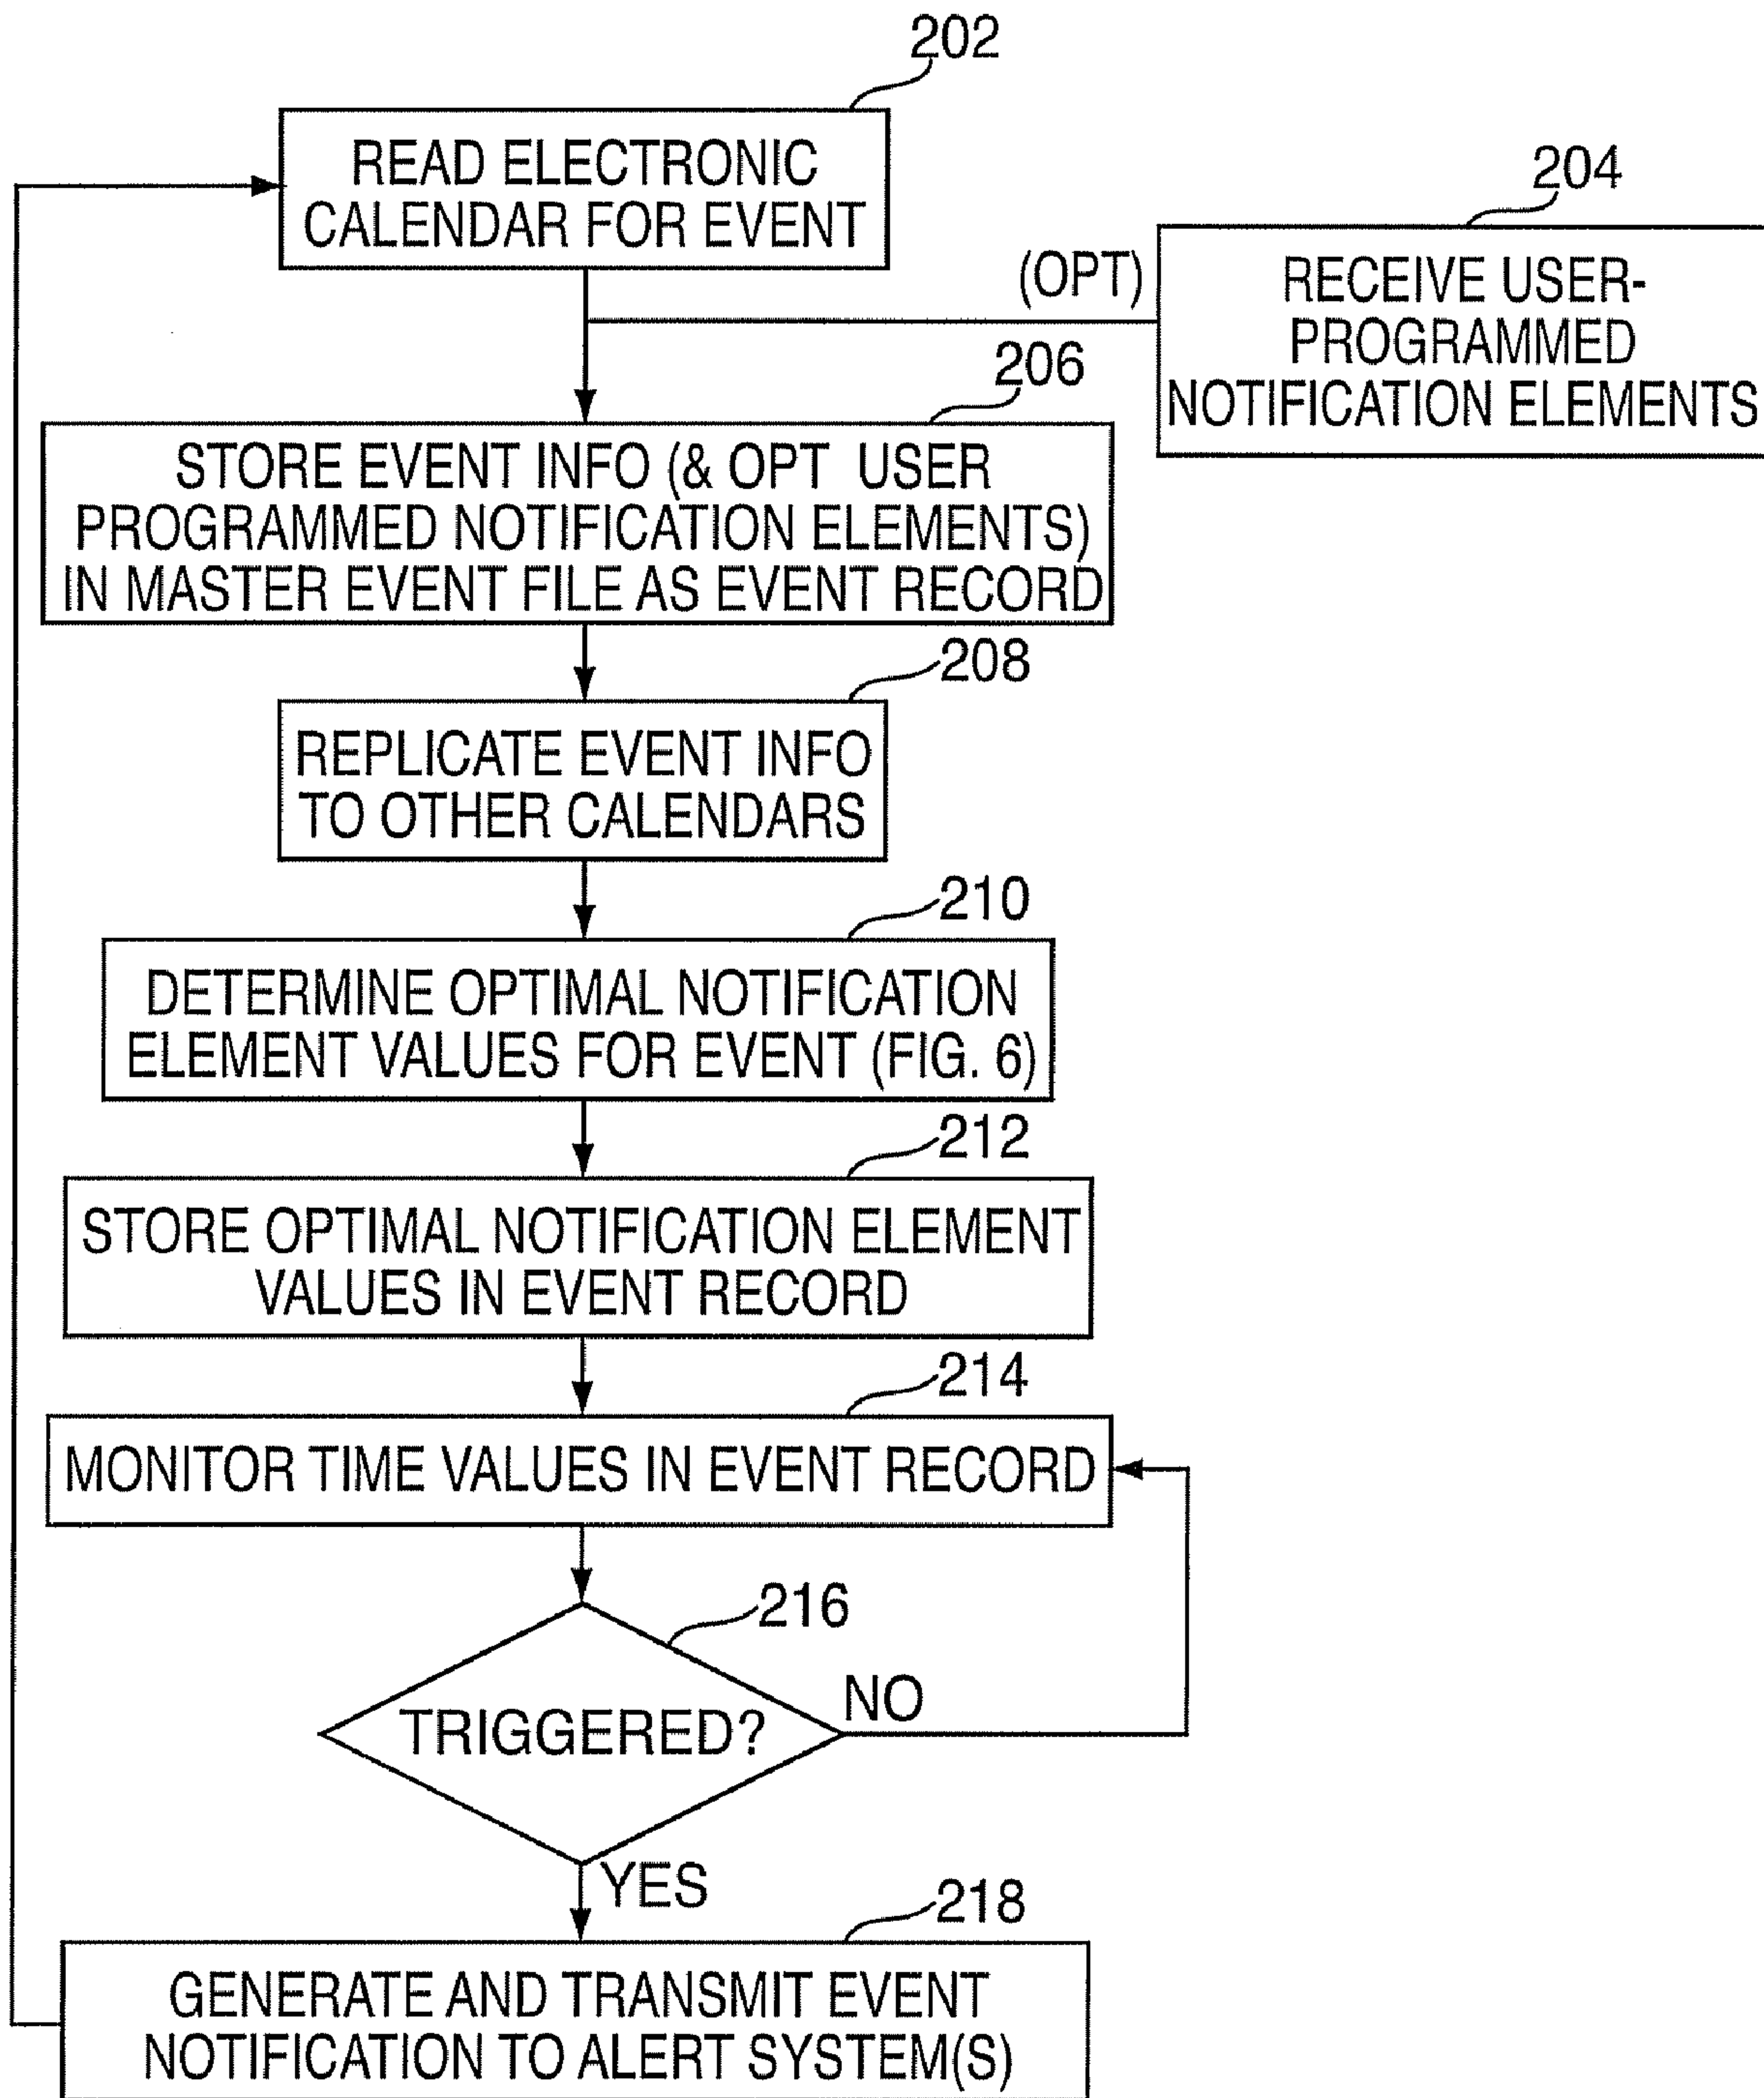 202
READ ELECTRONIC
CALENDAR FOR EVENT
204
(OPT)
RECEIVE USER-
PROGRAMMED
NOTIFICATION ELEMENTS
206
STORE EVENT INFO (& OPT USER
PROGRAMMED NOTIFICATION ELEMENTS)
IN MASTER EVENT FILE AS EVENT RECORD
208
REPLICATE EVENT INFO
TO OTHER CALENDARS
210
DETERMINE OPTIMAL NOTIFICATION
ELEMENT VALUES FOR EVENT (FIG. 6)
212
STORE OPTIMAL NOTIFICATION ELEMENT
VALUES IN EVENT RECORD
214
MONITOR TIME VALUES IN EVENT RECORD
216
TRIGGERED?
NO
YES
218
GENERATE AND TRANSMIT EVENT
NOTIFICATION TO ALERT SYSTEM(S)